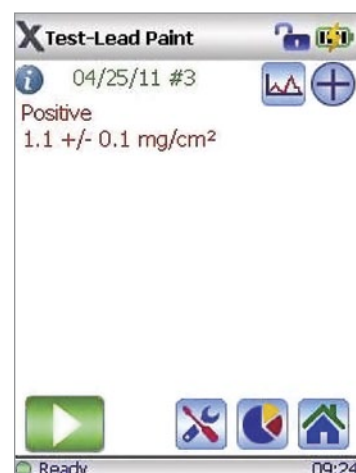 X Test-Lead Paint
04/25/11 #3
Positive
1.1 +/- 0.1 mg/cm²
Ready 09:24